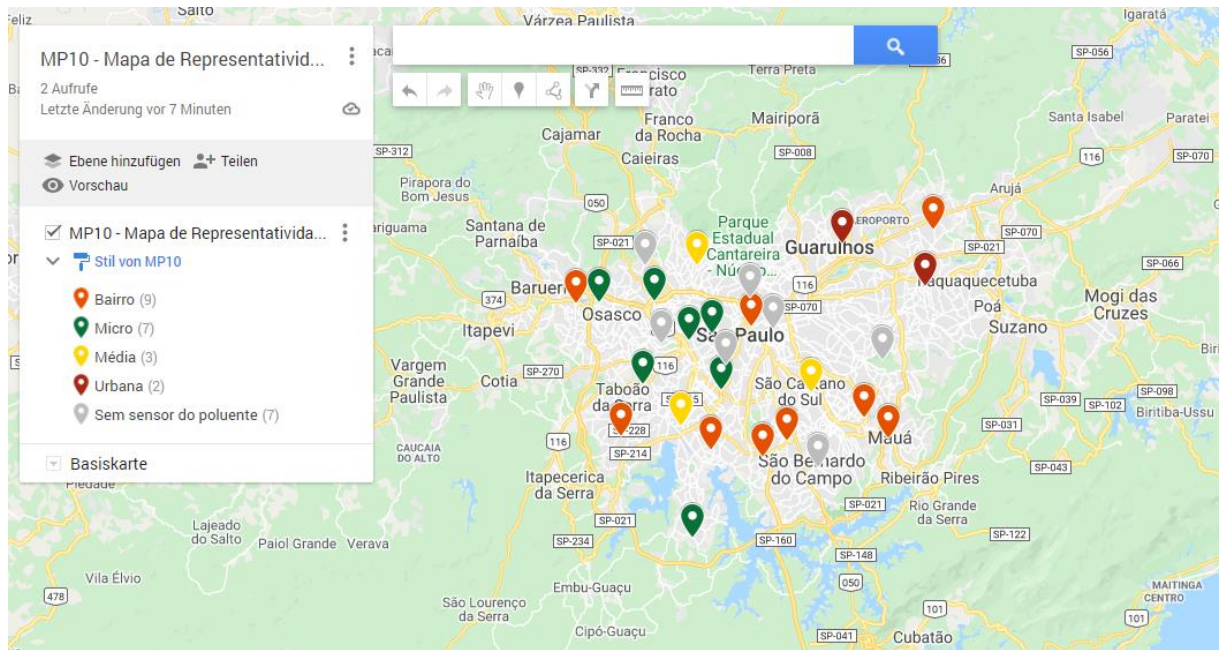 MP10 - Mapa de Representativid...
2 Aufrufe
Letzte Änderung vor 7 Minuten
Ebene hinzufügen
Teilen
Vorschau
MP10 - Mapa de Representativida...
Stil von MP10
Bairro (9)
Micro (7)
Média (3)
Urbana (2)
Sem sensor do poluente (7)
Basiskarte
Salto
Várzea Paulista
Igaratá
SP-056
Terra Preta
SP-332
Francisco
Franco
da Rocha
Mairiporã
Santa Isabel
Paratei
Cajamar
Caieiras
SP-312
SP-008
116
SP-070
Pirapora do
Bom Jesus
Arujá
050
Parque
Estadual
Cantareira
- Núc
AEROPORTO
SP-070
Santana de
Parnaíba
SP-021
Guarulhos
SP-021
SP-066
374
Osasco
116
SP-070
Poá
Suzano
Mogi das
Cruzes
Itapevi
Paulo
Vargem
Grande
Paulista
SP-270
Cotia
116
Taboão
São
do Sul
SP-039
SP-102
SP-098
Biritiba-Ussu
SP-228
SP-031
116
SP-214
Mauá
CAUCAIA
DO ALTO
São
do Campo
SP-043
Itapecerica
da Serra
Ribeirão Pires
SP-021
Rio Grande
da Serra
SP-021
SP-122
Piedade
Lajeado
do Salto
Paiol Grande
Verava
SP-234
SP-160
SP-148
Vila Élvio
Embu-Guaçu
050
MAITINGA
CENTRO
478
São Lourenço
da Serra
101
101
Cipó-Guaçu
SP-041
Cubatão